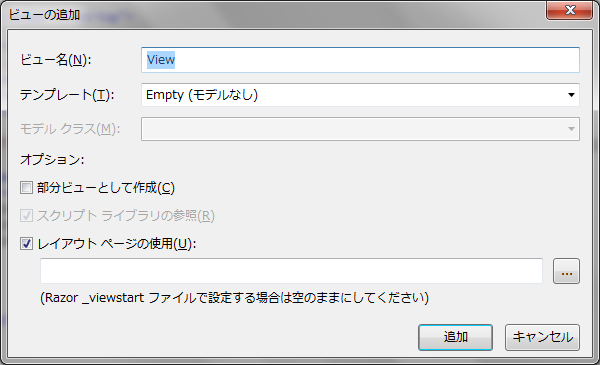 ビューの追加
ビュー名(N):
View
テンプレート(T):
Empty (モデルなし)
モデル クラス(M):
オプション:
部分ビューとして作成(C)
スクリプト ライブラリの参照(R)
レイアウト ページの使用(U):
...
(Razor _viewstart ファイルで設定する場合は空のままにしてください)
追加
キャンセル